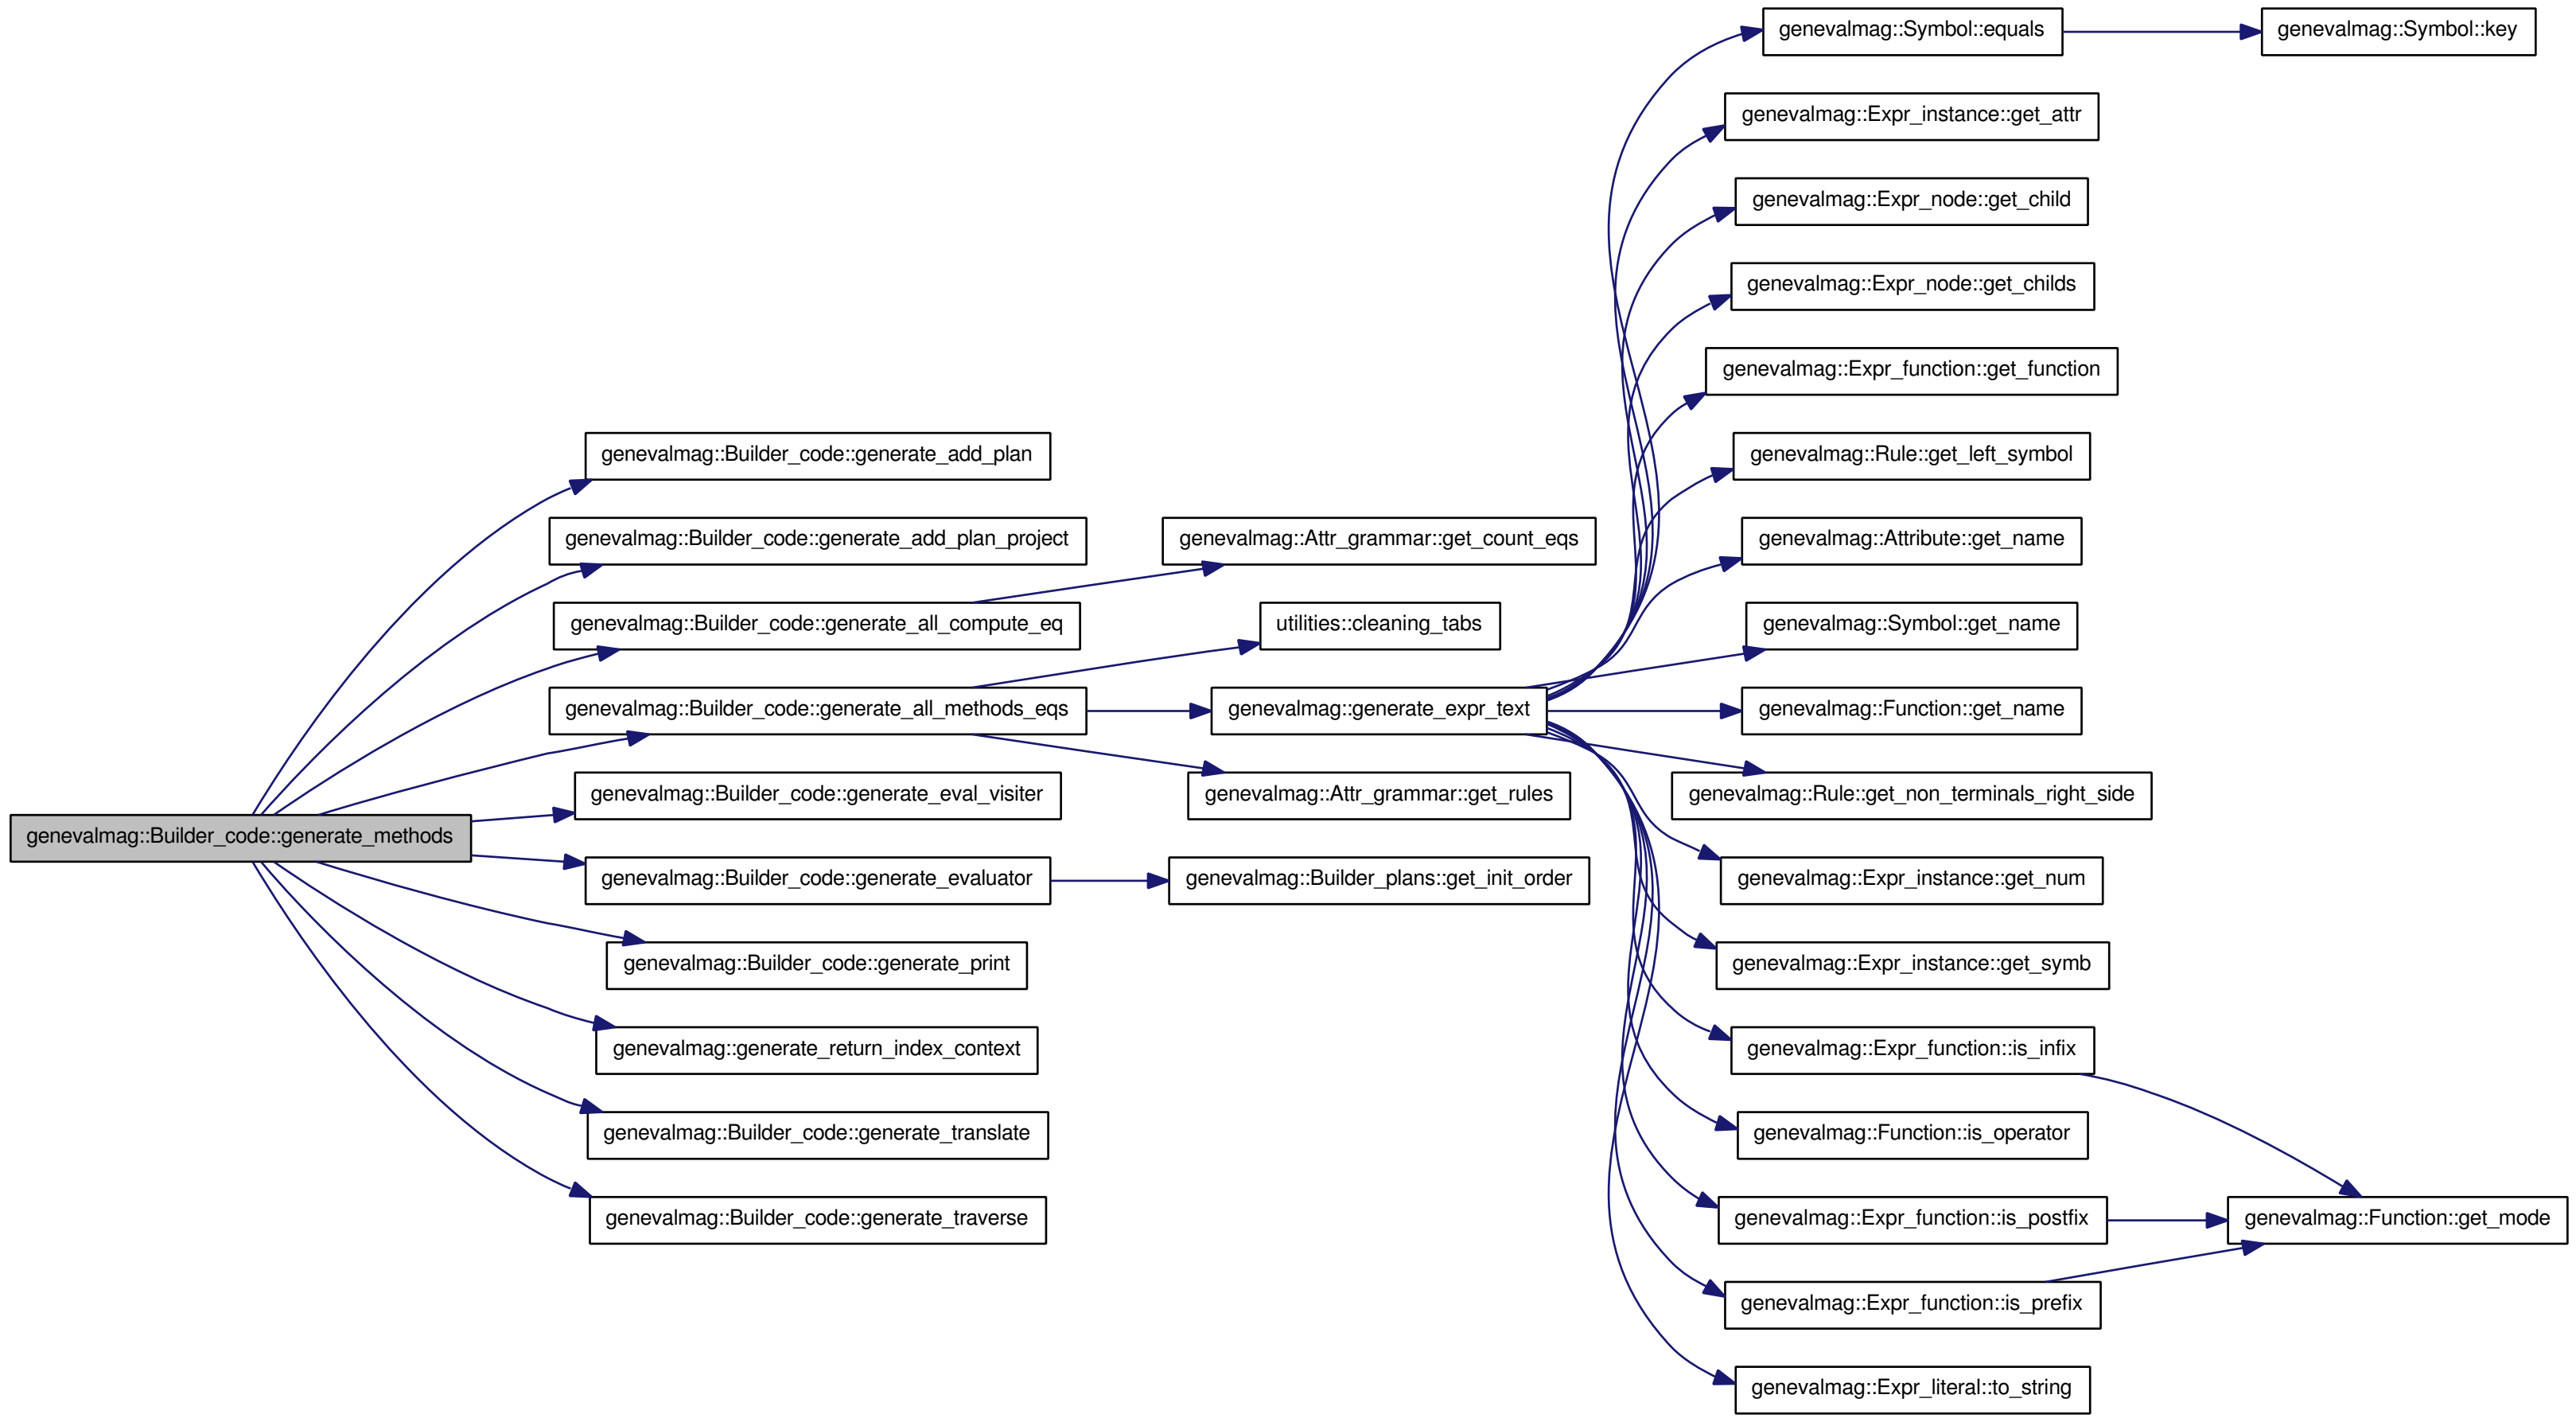 genevalmag::Builder_code::generate_methods
genevalmag::Builder_code::generate_add_plan
genevalmag::Builder_code::generate_add_plan_project
genevalmag::Builder_code::generate_all_compute_eq
genevalmag::Builder_code::generate_all_methods_eqs
genevalmag::Builder_code::generate_eval_visiter
genevalmag::Builder_code::generate_evaluator
genevalmag::Builder_code::generate_print
genevalmag::generate_return_index_context
genevalmag::Builder_code::generate_translate
genevalmag::Builder_code::generate_traverse
genevalmag::Attr_grammar::get_count_eqs
utilities::cleaning_tabs
genevalmag::generate_expr_text
genevalmag::Attr_grammar::get_rules
genevalmag::Builder_plans::get_init_order
genevalmag::Symbol::equals
genevalmag::Expr_instance::get_attr
genevalmag::Expr_node::get_child
genevalmag::Expr_node::get_childs
genevalmag::Expr_function::get_function
genevalmag::Rule::get_left_symbol
genevalmag::Attribute::get_name
genevalmag::Symbol::get_name
genevalmag::Function::get_name
genevalmag::Rule::get_non_terminals_right_side
genevalmag::Expr_instance::get_num
genevalmag::Expr_instance::get_symb
genevalmag::Expr_function::is_infix
genevalmag::Function::is_operator
genevalmag::Expr_function::is_postfix
genevalmag::Expr_function::is_prefix
genevalmag::Expr_literal::to_string
genevalmag::Symbol::key
genevalmag::Function::get_mode